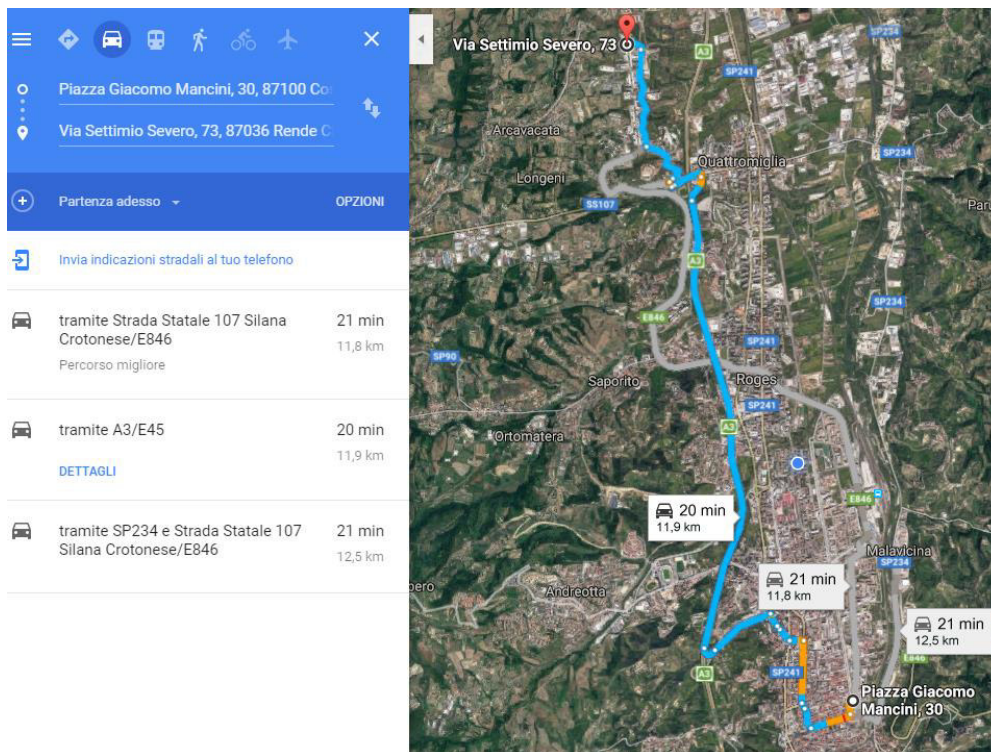 Piazza Giacomo Mancini, 30, 87100 Co
Via Settimio Severo, 73, 87036 Rende C
Partenza adesso
OPZIONI
Invia indicazioni stradali al tuo telefono
tramite Strada Statale 107 Silana
Crotonese/E846
21 min
11,8 km
Percorso migliore
tramite A3/E45
20 min
11,9 km
DETTAGLI
tramite SP234 e Strada Statale 107
Silana Crotonese/E846
21 min
12,5 km
Via Settimio Severo, 73
A3
SP241
SP234
Arcavacata
Quattromiglia
SP234
Longeni
SS107
Paru
A3
E846
SP234
SP241
SP90
Saporito
Roges
SP241
A3
Ortomatera
E846
20 min
11,9 km
Malavicina
SP234
21 min
11,8 km
pero
Andreotta
21 min
12,5 km
E846
A3
SP241
Piazza Giacomo
Mancini, 30